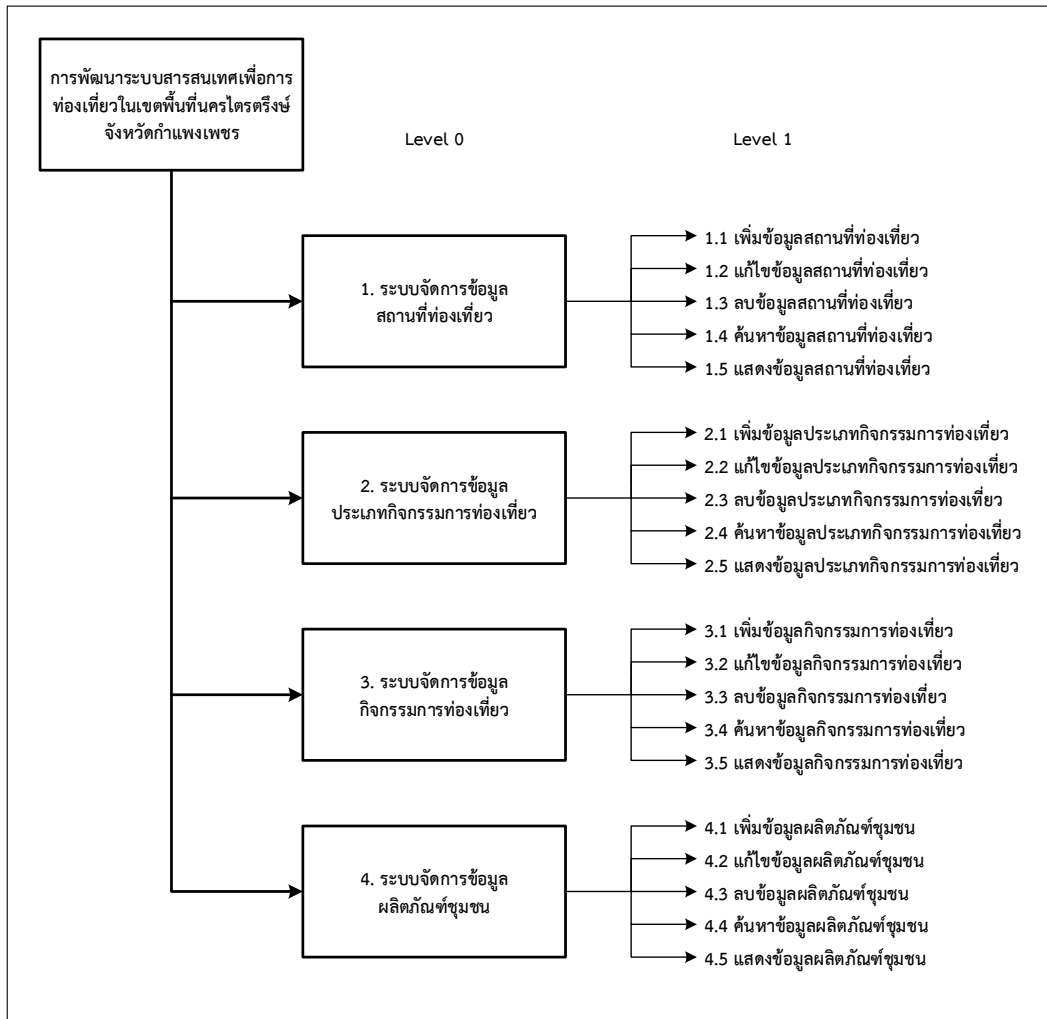 การพัฒนาระบบสารสนเทศเพื่อการ
ท่องเที่ยวในเขตพื้นที่นครไตรตรึงษ์
จังหวัดกำแพงเพชร
Level 0
Level 1
1. ระบบจัดการข้อมูล
สถานที่ท่องเที่ยว
1.1 เพิ่มข้อมูลสถานที่ท่องเที่ยว
1.2 แก้ไขข้อมูลสถานที่ท่องเที่ยว
1.3 ลบข้อมูลสถานที่ท่องเที่ยว
1.4 ค้นหาข้อมูลสถานที่ท่องเที่ยว
1.5 แสดงข้อมูลสถานที่ท่องเที่ยว
2. ระบบจัดการข้อมูล
ประเภทกิจกรรมการท่องเที่ยว
2.1 เพิ่มข้อมูลประเภทกิจกรรมการท่องเที่ยว
2.2 แก้ไขข้อมูลประเภทกิจกรรมการท่องเที่ยว
2.3 ลบข้อมูลประเภทกิจกรรมการท่องเที่ยว
2.4 ค้นหาข้อมูลประเภทกิจกรรมการท่องเที่ยว
2.5 แสดงข้อมูลประเภทกิจกรรมการท่องเที่ยว
3. ระบบจัดการข้อมูล
กิจกรรมการท่องเที่ยว
3.1 เพิ่มข้อมูลกิจกรรมการท่องเที่ยว
3.2 แก้ไขข้อมูลกิจกรรมการท่องเที่ยว
3.3 ลบข้อมูลกิจกรรมการท่องเที่ยว
3.4 ค้นหาข้อมูลกิจกรรมการท่องเที่ยว
3.5 แสดงข้อมูลกิจกรรมการท่องเที่ยว
4. ระบบจัดการข้อมูล
ผลิตภัณฑ์ชุมชน
4.1 เพิ่มข้อมูลผลิตภัณฑ์ชุมชน
4.2 แก้ไขข้อมูลผลิตภัณฑ์ชุมชน
4.3 ลบข้อมูลผลิตภัณฑ์ชุมชน
4.4 ค้นหาข้อมูลผลิตภัณฑ์ชุมชน
4.5 แสดงข้อมูลผลิตภัณฑ์ชุมชน